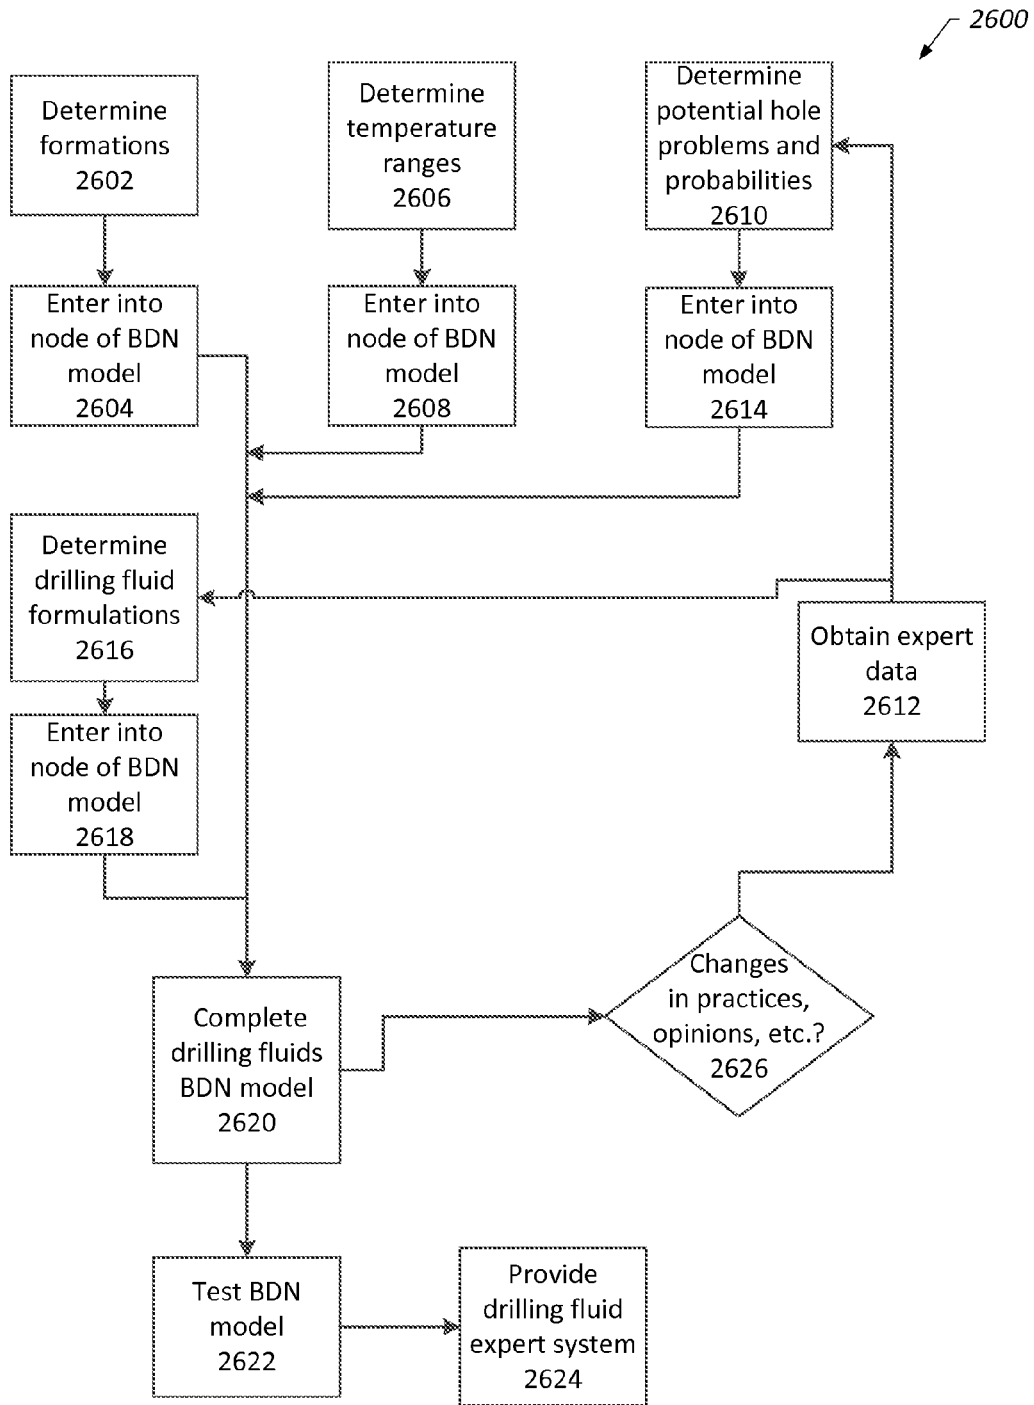 2600
Determine
formations
2602
Determine
temperature
ranges
2606
Determine
potential hole
problems and
probabilities
2610
Enter into
node of BDN
model
2604
Enter into
node of BDN
model
2608
Enter into
node of BDN
model
2614
Determine
drilling fluid
formulations
2616
Obtain expert
data
2612
Enter into
node of BDN
model
2618
Complete
drilling fluids
BDN model
2620
Changes
in practices,
opinions, etc.?
2626
Test BDN
model
2622
Provide
drilling fluid
expert system
2624